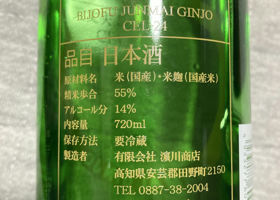 BIJOFU JUNMAI GINJO
CEL-24
品目 日本酒
原材料名 米(国産)・米麹(国産米)
精米歩合 55%
アルコール分 14%
内容量 720ml
保存方法 要冷蔵
製造者 有限会社 濵川商店
高知県安芸郡田野町2150
TEL 0887-38-2004